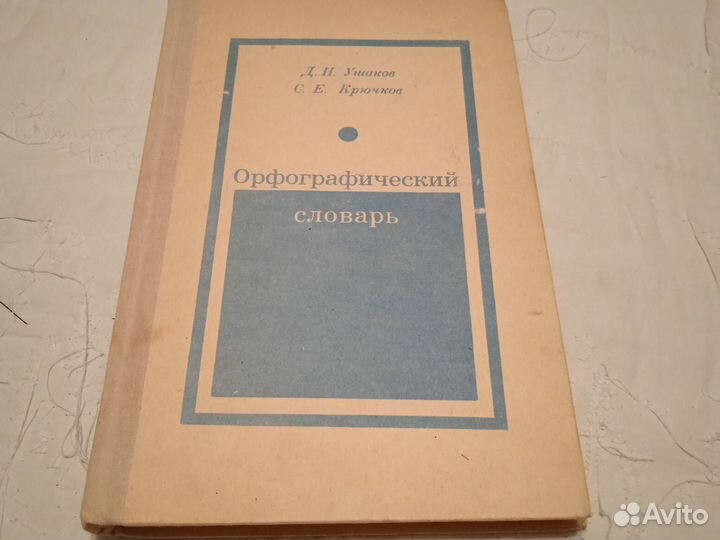 Д. Н. Ушаков
С. Е. Крючков
Орфографический
словарь
Avito